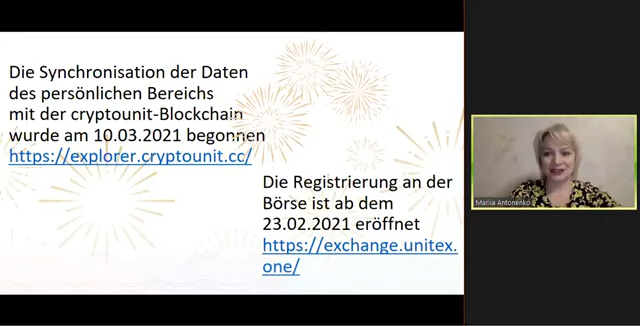 Die Synchronisation der Daten
des persönlichen Bereichs
mit der cryptounit-Blockchain
wurde am 10.03.2021 begonnen
https://explorer.cryptounit.cc/
Die Registrierung an der
Börse ist ab dem
23.02.2021 eröffnet
https://exchange.unitex.
one/
Mariia Antonenko